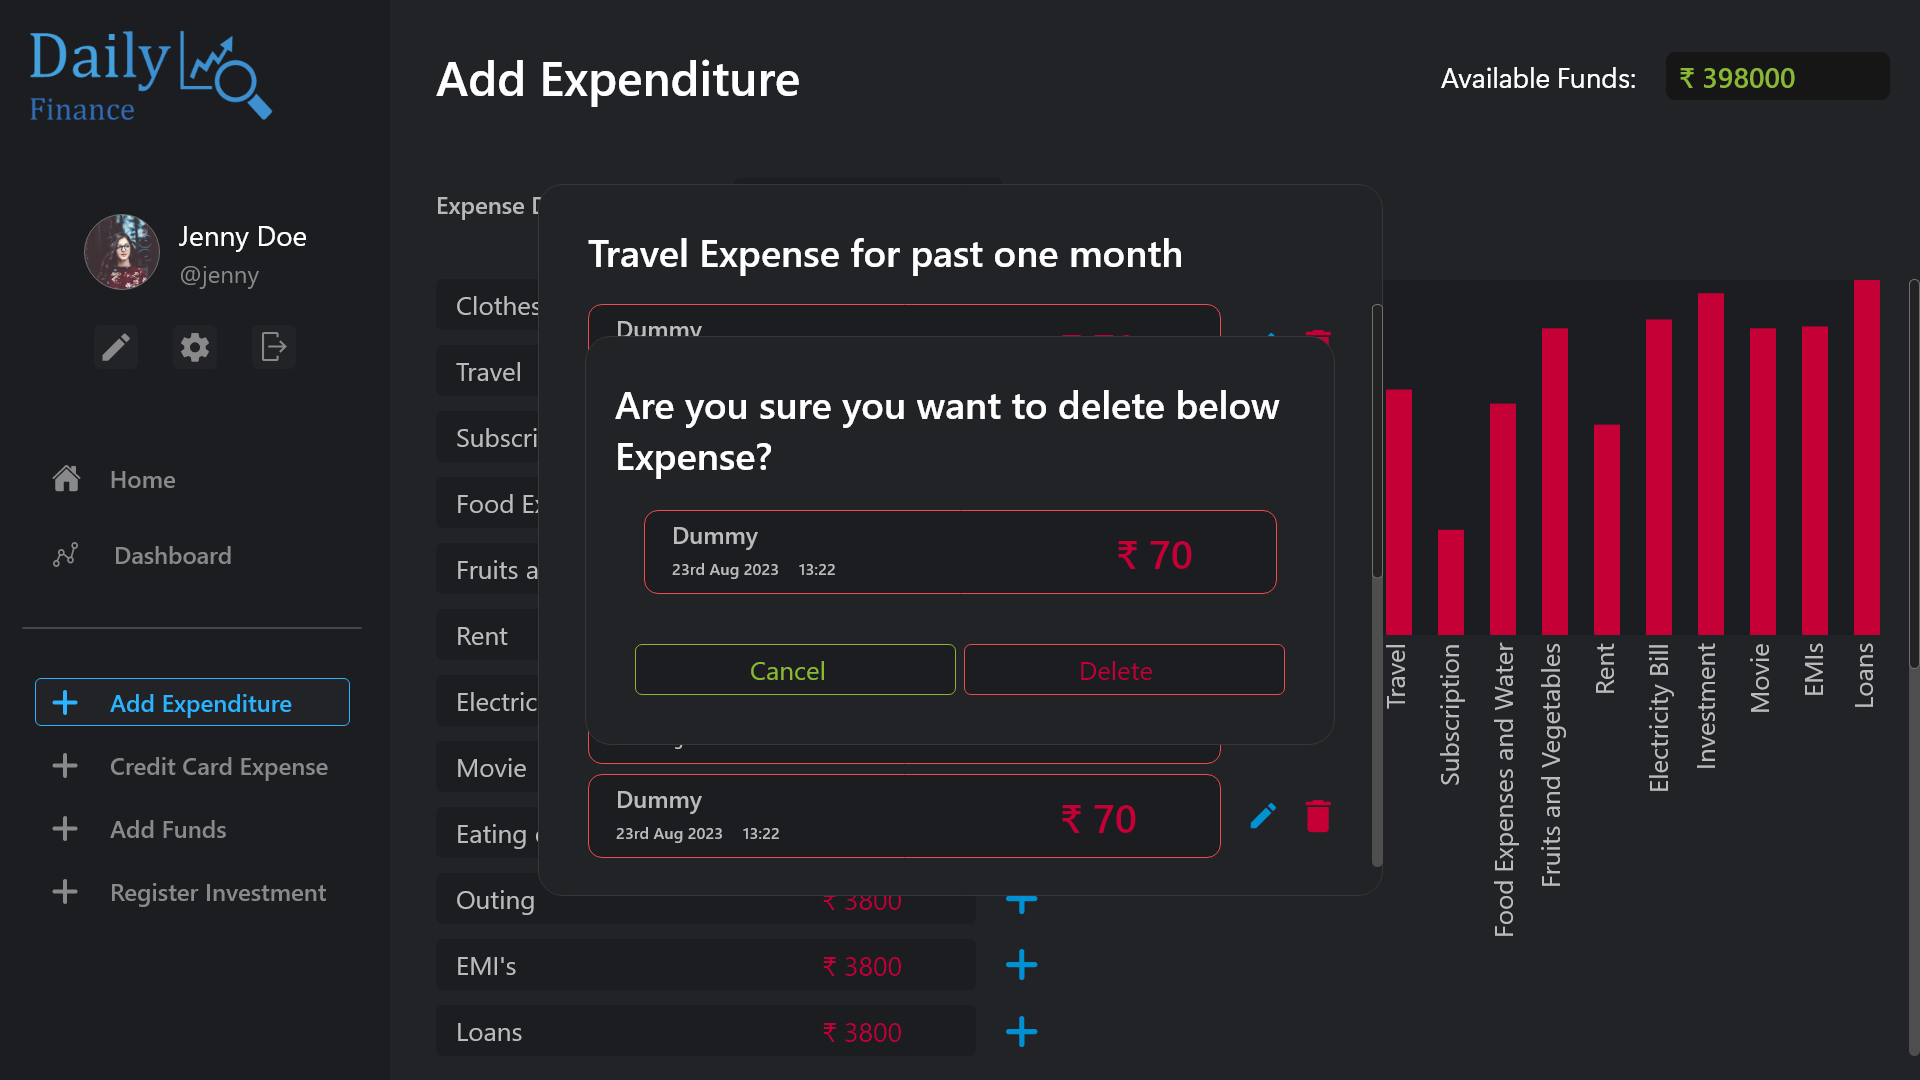 Daily
Finance
Jenny Doe
@jenny
Home
Dashboard
Add Expenditure
Credit Card Expense
Add Funds
Register Investment
Add Expenditure
Available Funds:
₹ 398000
Expense
Clothes
Travel
Subscri
Food Ex
Fruits a
Rent
Electric
Movie
Eating
Outing
₹ 3800
EMI's
₹ 3800
Loans
₹ 3800
Travel Expense for past one month
Dummy
Are you sure you want to delete below
Expense?
Dummy
23rd Aug 2023 13:22
₹ 70
Cancel
Delete
Dummy
23rd Aug 2023 13:22
₹ 70
Travel
Subscription
Food Expenses and Water
Fruits and Vegetables
Rent
Electricity Bill
Investment
Movie
EMIs
Loans